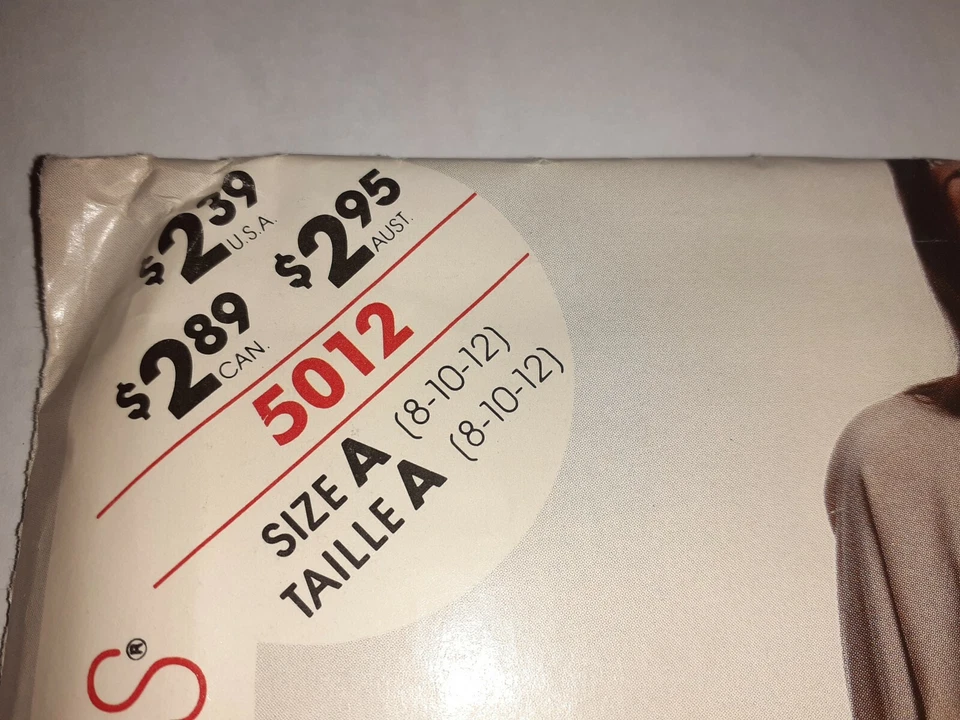 $2.39 U.S.A.
$2.95 AUST.
$2.89 CAN.
5012
SIZE A (8-10-12)
TAILLE A (8-10-12)
S®